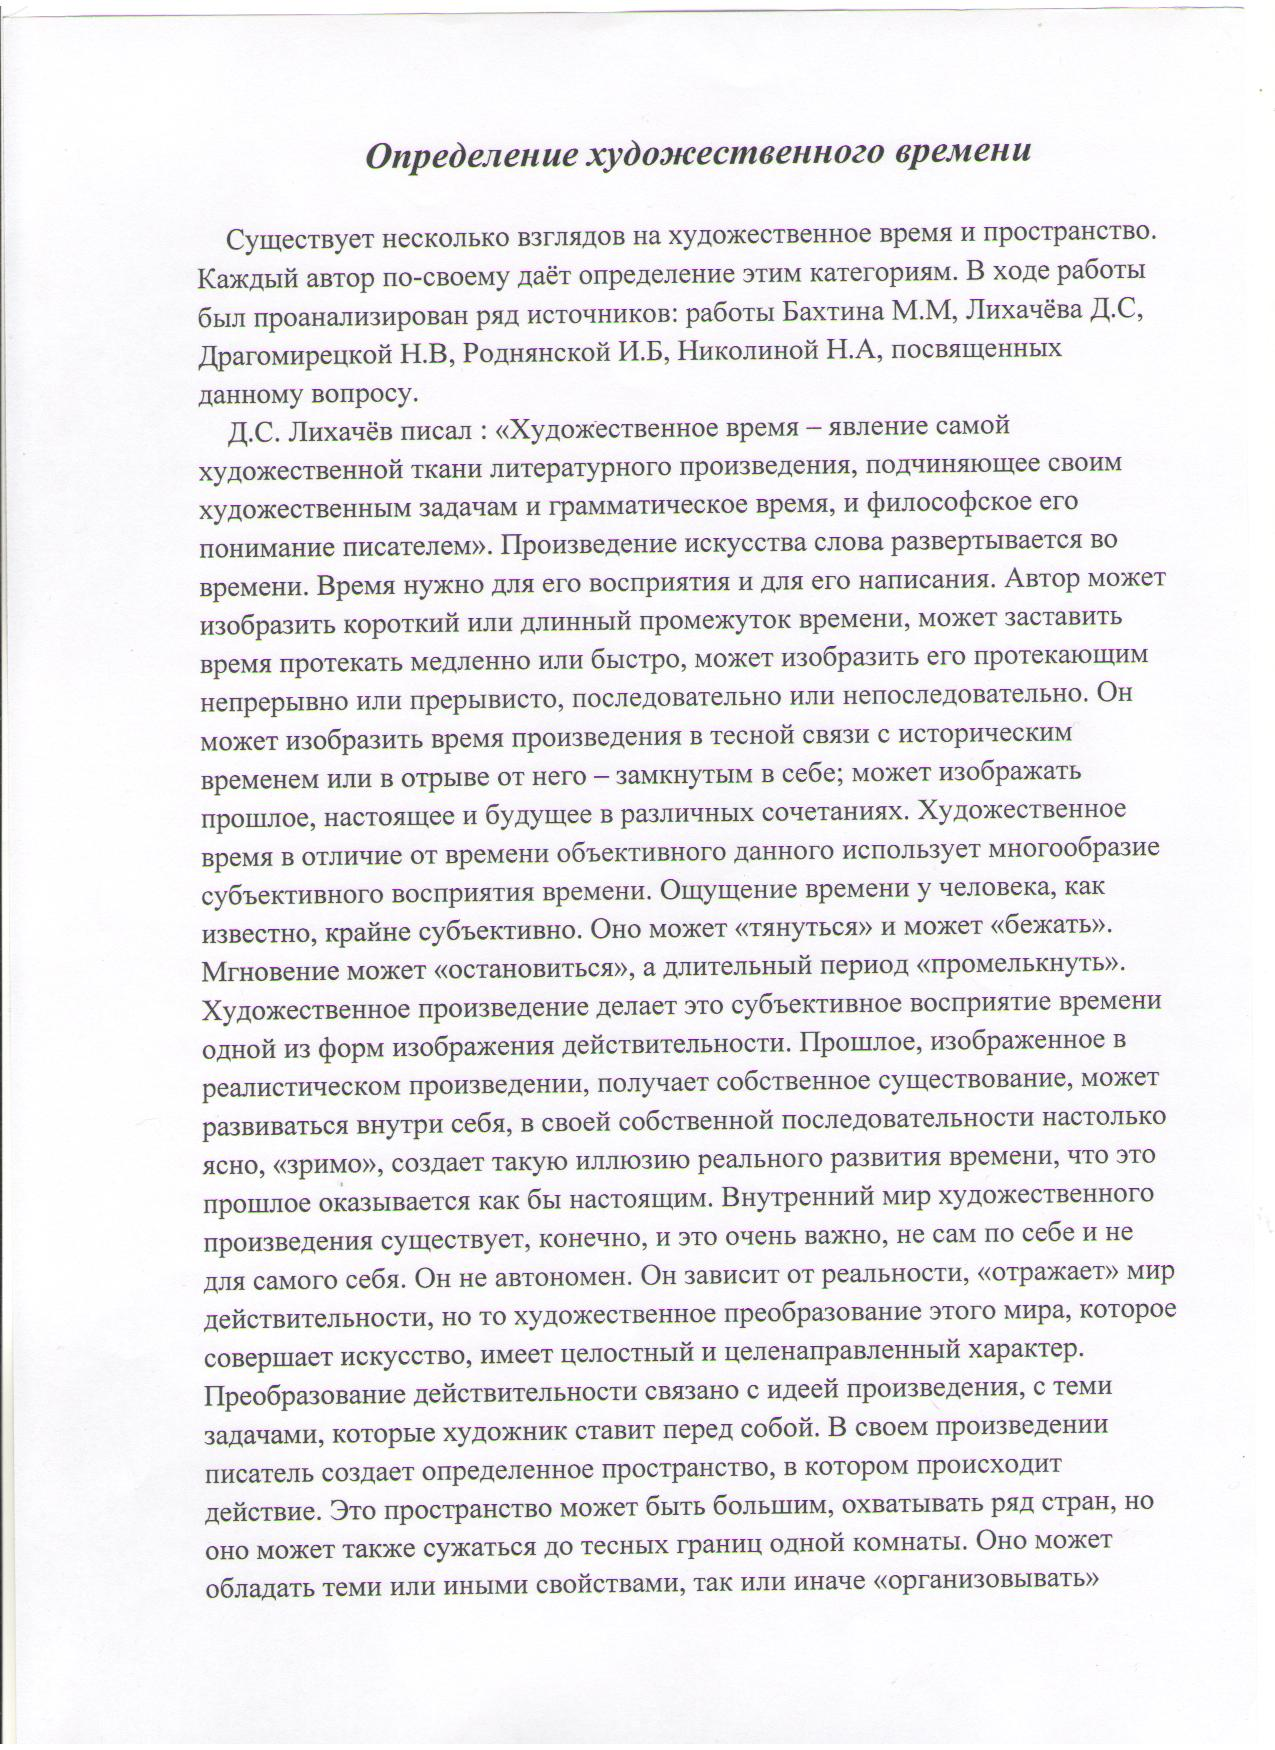 Определение художественного времени
Существует несколько взглядов на художественное время и пространство.
Каждый автор по-своему даёт определение этим категориям. В ходе работы
был проанализирован ряд источников: работы Бахтина М.М, Лихачёва Д.С,
Драгомирецкой Н.В, Роднянской И.Б, Николиной Н.А, посвященных
данному вопросу.
Д.С. Лихачёв писал : «Художественное время – явление самой
художественной ткани литературного произведения, подчиняющее своим
художественным задачам и грамматическое время, и философское его
понимание писателем». Произведение искусства слова развертывается во
времени. Время нужно для его восприятия и для его написания. Автор может
изобразить короткий или длинный промежуток времени, может заставить
время протекать медленно или быстро, может изобразить его протекающим
непрерывно или прерывисто, последовательно или непоследовательно. Он
может изобразить время произведения в тесной связи с историческим
временем или в отрыве от него – замкнутым в себе; может изображать
прошлое, настоящее и будущее в различных сочетаниях. Художественное
время в отличие от времени объективного данного использует многообразие
субъективного восприятия времени. Ощущение времени у человека, как
известно, крайне субъективно. Оно может «тянуться» и может «бежать».
Мгновение может «остановиться», а длительный период «промелькнуть».
Художественное произведение делает это субъективное восприятие времени
одной из форм изображения действительности. Прошлое, изображенное в
реалистическом произведении, получает собственное существование, может
развиваться внутри себя, в своей собственной последовательности настолько
ясно, «зримо», создает такую иллюзию реального развития времени, что это
прошлое оказывается как бы настоящим. Внутренний мир художественного
произведения существует, конечно, и это очень важно, не сам по себе и не
для самого себя. Он не автономен. Он зависит от реальности, «отражает» мир
действительности, но то художественное преобразование этого мира, которое
совершает искусство, имеет целостный и целенаправленный характер.
Преобразование действительности связано с идеей произведения, с теми
задачами, которые художник ставит перед собой. В своем произведении
писатель создает определенное пространство, в котором происходит
действие. Это пространство может быть большим, охватывать ряд стран, но
оно может также сужаться до тесных границ одной комнаты. Оно может
обладать теми или иными свойствами, так или иначе «организовывать»